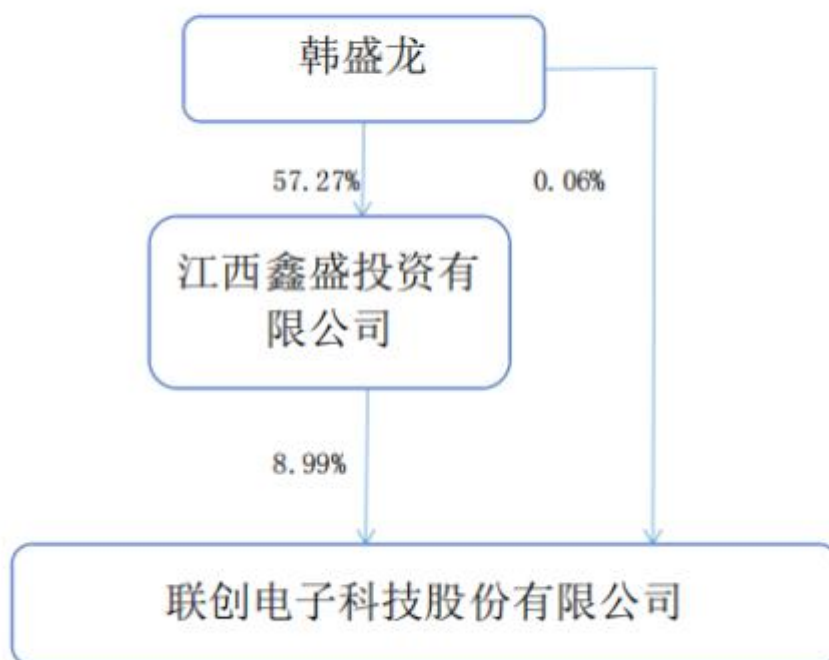 韩盛龙
57.27%
0.06%
江西鑫盛投资有
限公司
8.99%
联创电子科技股份有限公司